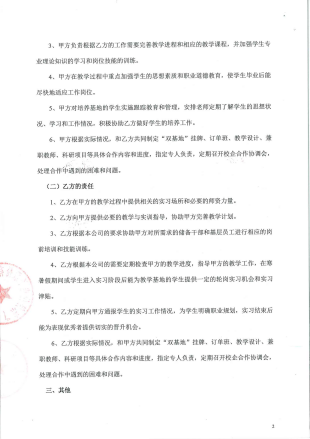 3、甲方负责根据乙方的工作需要完善教学进程和相应的教学课程，并加强学生专
业理论知识的学习和岗位技能的训练。
4、甲方在教学过程中重点加强学生的思想素质和职业道德教育，使学生毕业后能
尽快地适应工作岗位。
5、甲方对培养基地的学生实施跟踪教育和管理，安排老师定期了解学生的思想状
况、学习和工作情况，积极协助乙方做好学生的培养工作。
6、甲方根据实际情况，和乙方共同制定“双基地”挂牌、订单班、教学设计、兼
职教师、科研项目等具体合作内容和进度，指定专人负责，定期召开校企合作协调会，
处理合作中遇到的困难和问题。
（二）乙方的责任
1、乙方在甲方的教学过程中提供相关的实习场所和必要的师资力量。
2、乙方向甲方提供必要的教学与实训指导，协助甲方完善教学计划。
3、乙方根据本公司的要求协助甲方对所需求的储备干部和基层员工进行相应的岗
前培训和技能训练。
4、乙方根据本公司的需要定期检查甲方的教学进度，指导甲方的教学工作，在寒
暑假期间或学生进入实习阶段后能为教学基地的学生提供一定的轮岗实习机会和实习
津贴。
5、乙方定期向甲方通报学生的实习工作情况，为学生明确职业规划，实习结束后能
为表现优秀者提供切实的晋升机会。
6、乙方根据实际情况，和甲方共同制定“双基地”挂牌、订单班、教学设计、兼
职教师、科研项目等具体合作内容和进度，指定专人负责，定期召开校企合作协调会，
处理合作中遇到的困难和问题。
三、其他
2